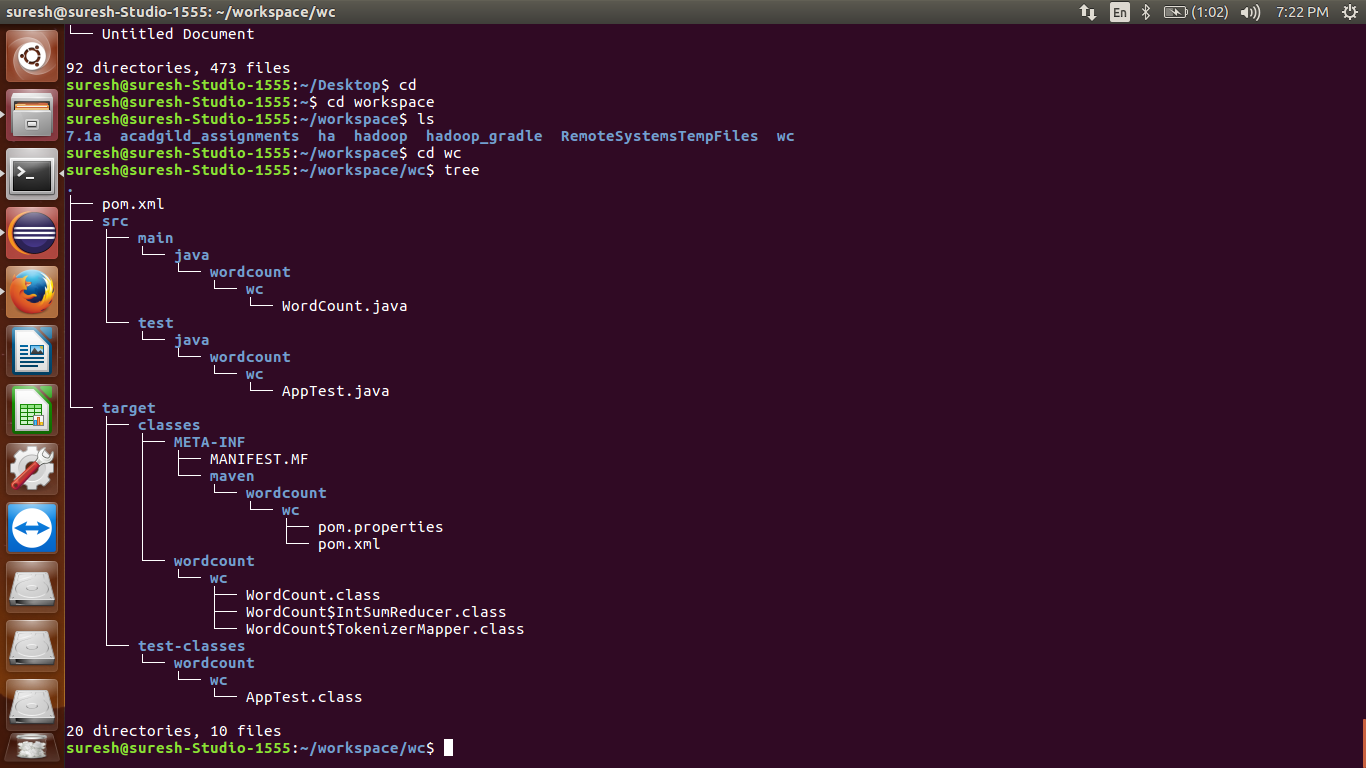 suresh@suresh-Studio-1555: ~/workspace/wc En (1:02) 7:22 PM
└── Untitled Document
92 directories, 473 files
suresh@suresh-Studio-1555:~/Desktop$ cd
suresh@suresh-Studio-1555:~$ cd workspace
suresh@suresh-Studio-1555:~/workspace$ ls
7.1a acadgild_assignments ha hadoop hadoop_gradle RemoteSystemsTempFiles wc
suresh@suresh-Studio-1555:~/workspace$ cd wc
suresh@suresh-Studio-1555:~/workspace/wc$ tree
.
├── pom.xml
├── src
│   ├── main
│   │   └── java
│   │       └── wordcount
│   │           └── wc
│   │               └── WordCount.java
│   └── test
│       └── java
│           └── wordcount
│               └── wc
│                   └── AppTest.java
└── target
    ├── classes
    │   ├── META-INF
    │   │   ├── MANIFEST.MF
    │   │   └── maven
    │   │       └── wordcount
    │   │           └── wc
    │   │               ├── pom.properties
    │   │               └── pom.xml
    │   └── wordcount
    │       └── wc
    │           ├── WordCount.class
    │           ├── WordCount$IntSumReducer.class
    │           └── WordCount$TokenizerMapper.class
    └── test-classes
        └── wordcount
            └── wc
                └── AppTest.class
20 directories, 10 files
suresh@suresh-Studio-1555:~/workspace/wc$